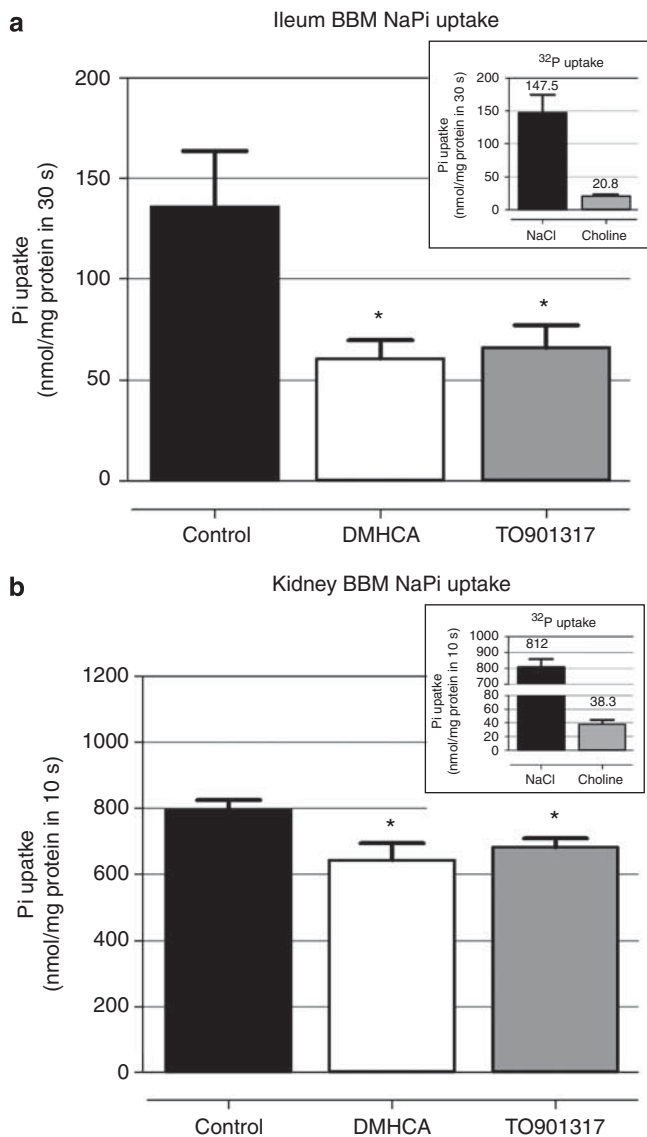 a
Ileum BBM NaPi uptake
Pi upatke
(nmol/mg protein in 30 s)
200
150
100
50
0
*
*
Control DMHCA TO901317
32P uptake
Pi uptake
(nmol/mg protein in 30 s)
200
150
100
50
0
147.5
20.8
NaCl Choline
b
Kidney BBM NaPi uptake
Pi upatke
(nmol/mg protein in 10 s)
1200
1000
800
600
400
200
0
*
*
Control DMHCA TO901317
32P uptake
Pi uptake
(nmol/mg protein in 10 s)
1000
900
800
700
80
60
40
20
0
812
38.3
NaCl Choline